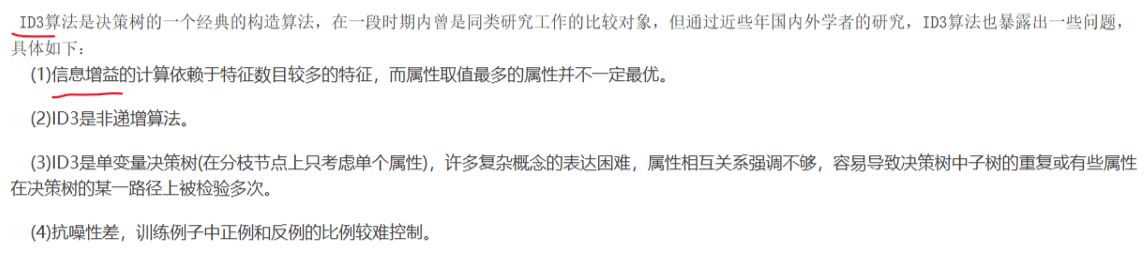 ID3算法是决策树的一个经典的构造算法，在一段时期内曾是同类研究工作的比较对象，但通过近些年国内外学者的研究，ID3算法也暴露出一些问题，
具体如下：
(1)信息增益的计算依赖于特征数目较多的特征，而属性取值最多的属性并不一定最优。
(2)ID3是非递增算法。
(3)ID3是单变量决策树(在分枝节点上只考虑单个属性)，许多复杂概念的表达困难，属性相互关系强调不够，容易导致决策树中子树的重复或有些属性
在决策树的某一路径上被检验多次。
(4)抗噪性差，训练例子中正例和反例的比例较难控制。